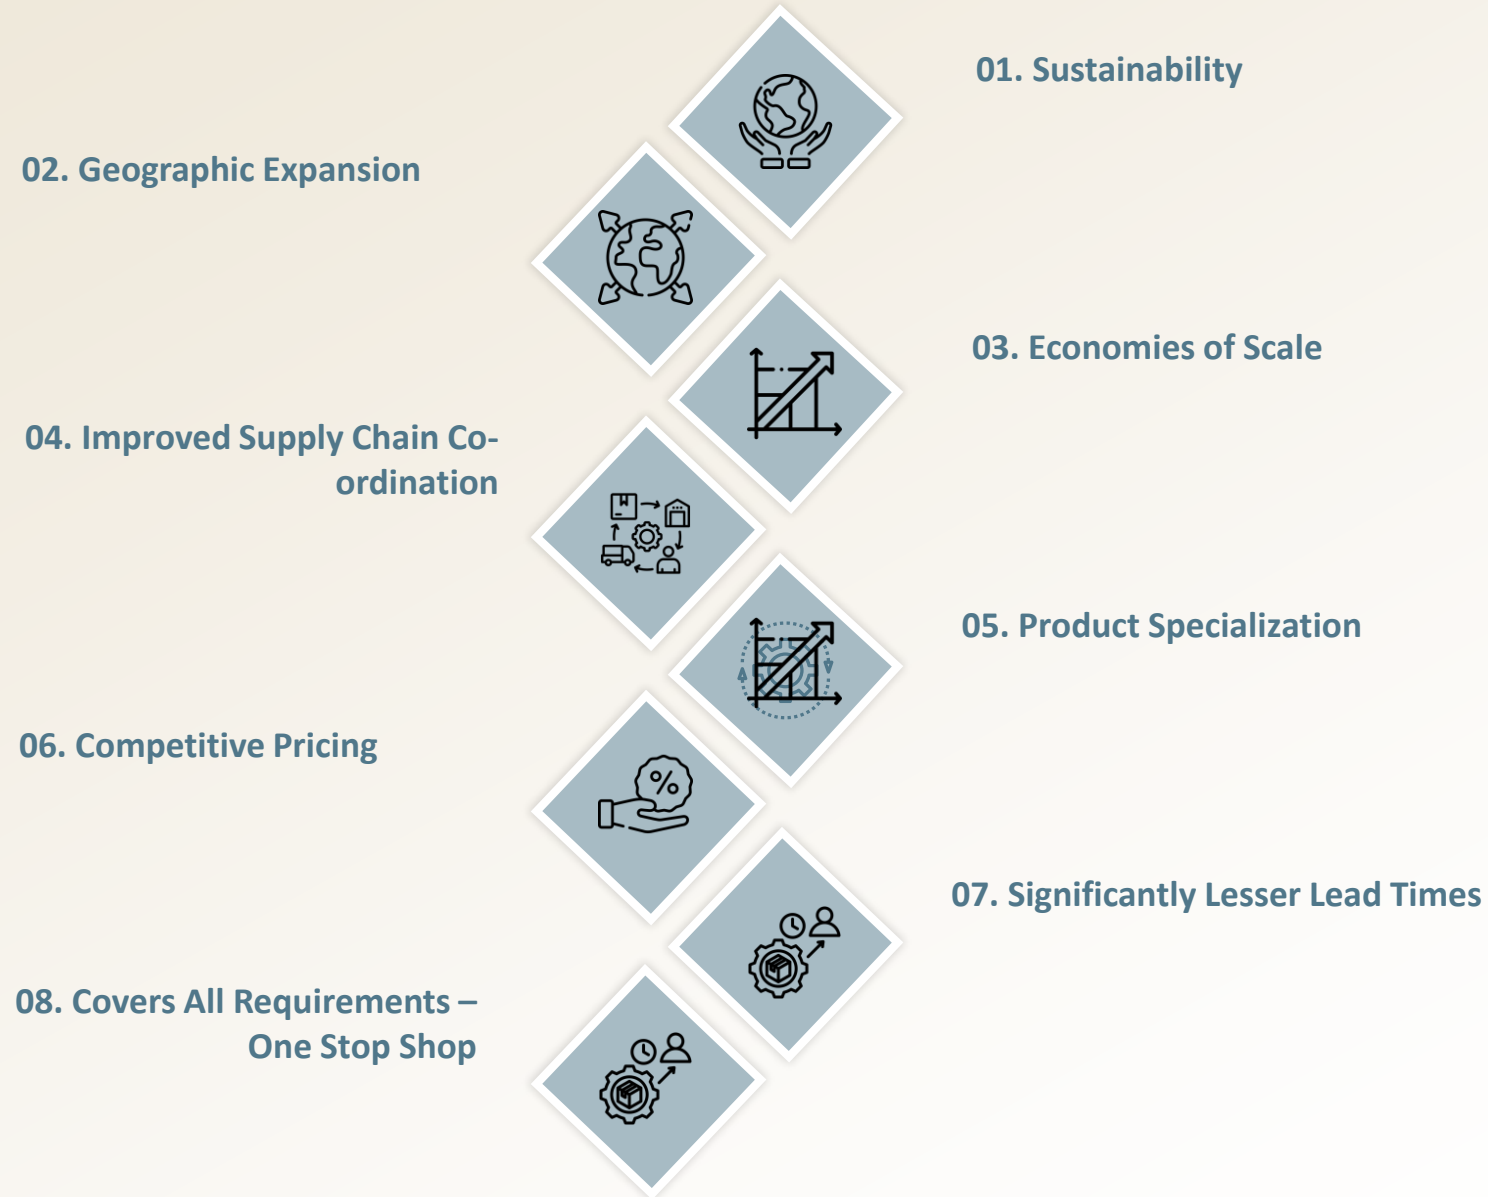 01. Sustainability
02. Geographic Expansion
03. Economies of Scale
04. Improved Supply Chain Co-
ordination
05. Product Specialization
06. Competitive Pricing
07. Significantly Lesser Lead Times
08. Covers All Requirements –
One Stop Shop